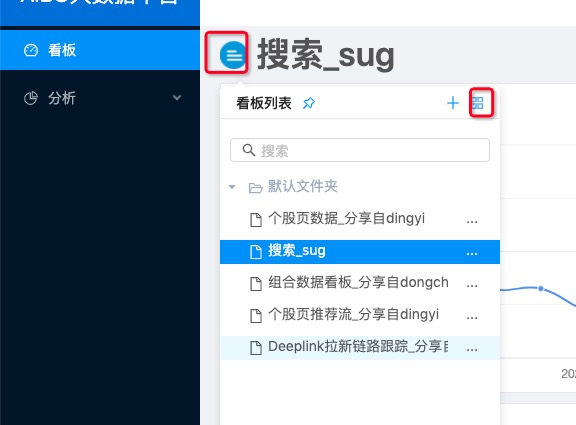 看板
分析
搜索_sug
看板列表
搜索
默认文件夹
个股页数据_分享自dingyi
...
搜索_sug
...
组合数据看板_分享自dongch
...
个股页推荐流_分享自dingyi
...
Deeplink拉新链路跟踪_分享自
...
202